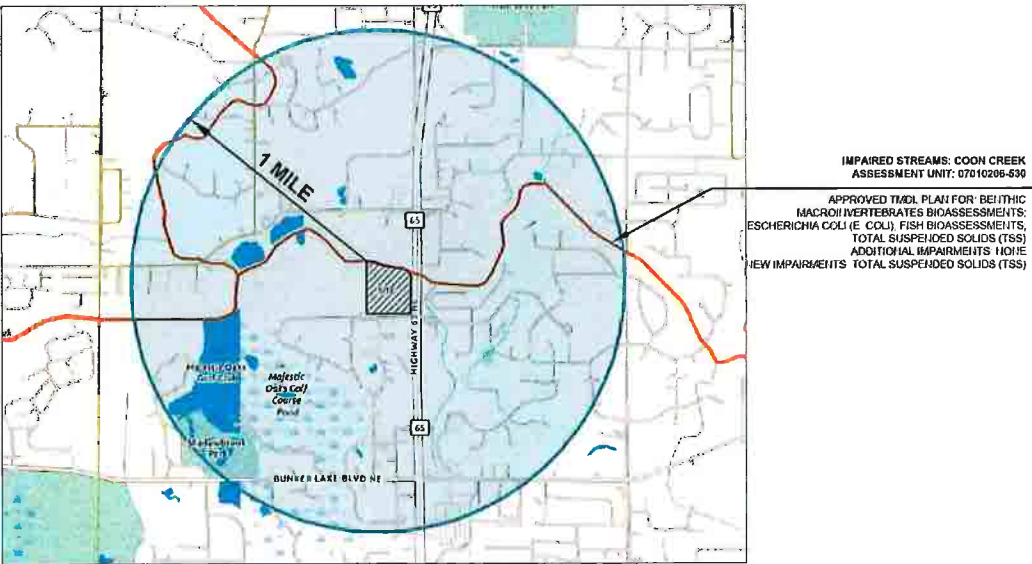 1 MILE
65
HIGHWAY 65 NE
Majestic
Oaks Golf
Course
Pond
65
BUNKER LAKE BLVD NE
IMPAIRED STREAMS: COON CREEK
ASSESSMENT UNIT: 07010206-530
APPROVED TMDL PLAN FOR: BENTHIC
MACROINVERTEBRATES BIOASSESSMENTS;
ESCHERICHIA COLI (E. COLI), FISH BIOASSESSMENTS,
TOTAL SUSPENDED SOLIDS (TSS)
ADDITIONAL IMPAIRMENTS: NONE
NEW IMPAIRMENTS: TOTAL SUSPENDED SOLIDS (TSS)